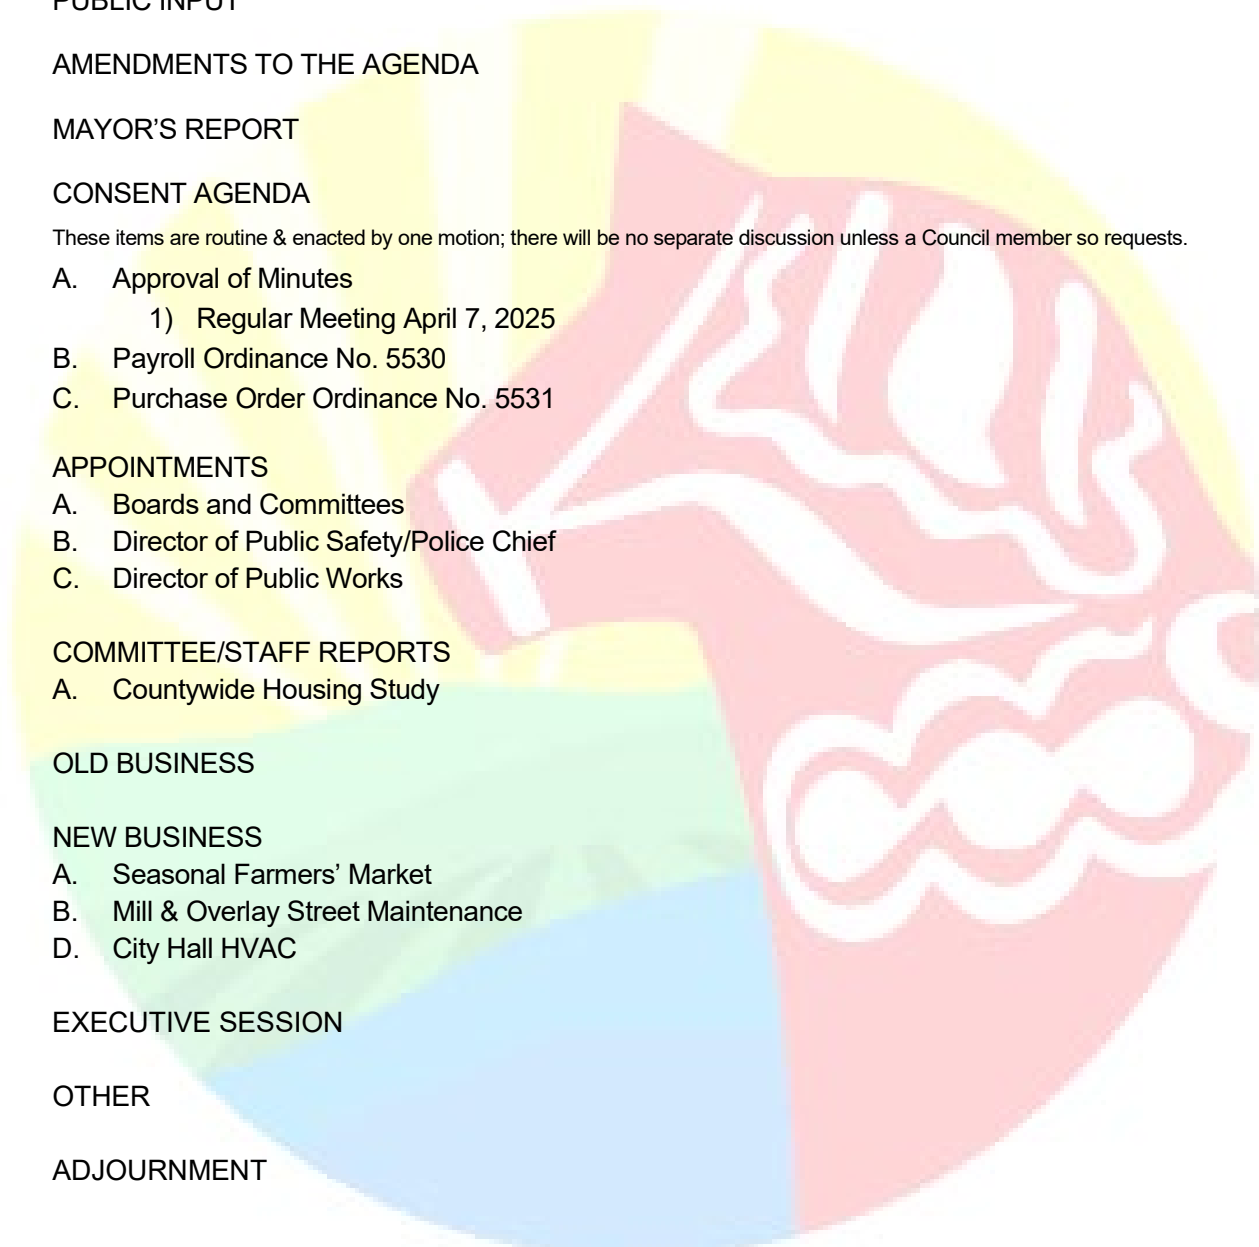 PUBLIC INPUT
AMENDMENTS TO THE AGENDA
MAYOR’S REPORT
CONSENT AGENDA
These items are routine & enacted by one motion; there will be no separate discussion unless a Council member so requests.
A. Approval of Minutes
1) Regular Meeting April 7, 2025
B. Payroll Ordinance No. 5530
C. Purchase Order Ordinance No. 5531
APPOINTMENTS
A. Boards and Committees
B. Director of Public Safety/Police Chief
C. Director of Public Works
COMMITTEE/STAFF REPORTS
A. Countywide Housing Study
OLD BUSINESS
NEW BUSINESS
A. Seasonal Farmers’ Market
B. Mill & Overlay Street Maintenance
D. City Hall HVAC
EXECUTIVE SESSION
OTHER
ADJOURNMENT